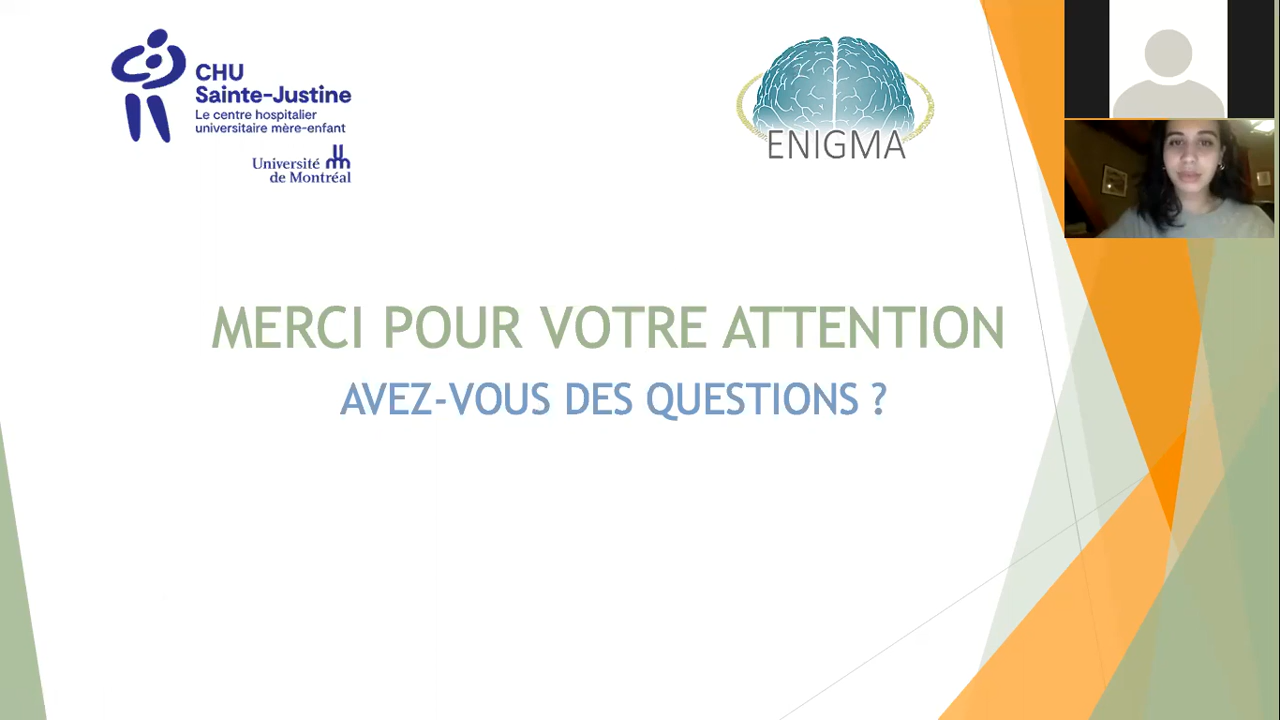 CHU
Sainte-Justine
Le centre hospitalier
universitaire mère-enfant
Université
de Montréal
ENIGMA
MERCI POUR VOTRE ATTENTION
AVEZ-VOUS DES QUESTIONS ?